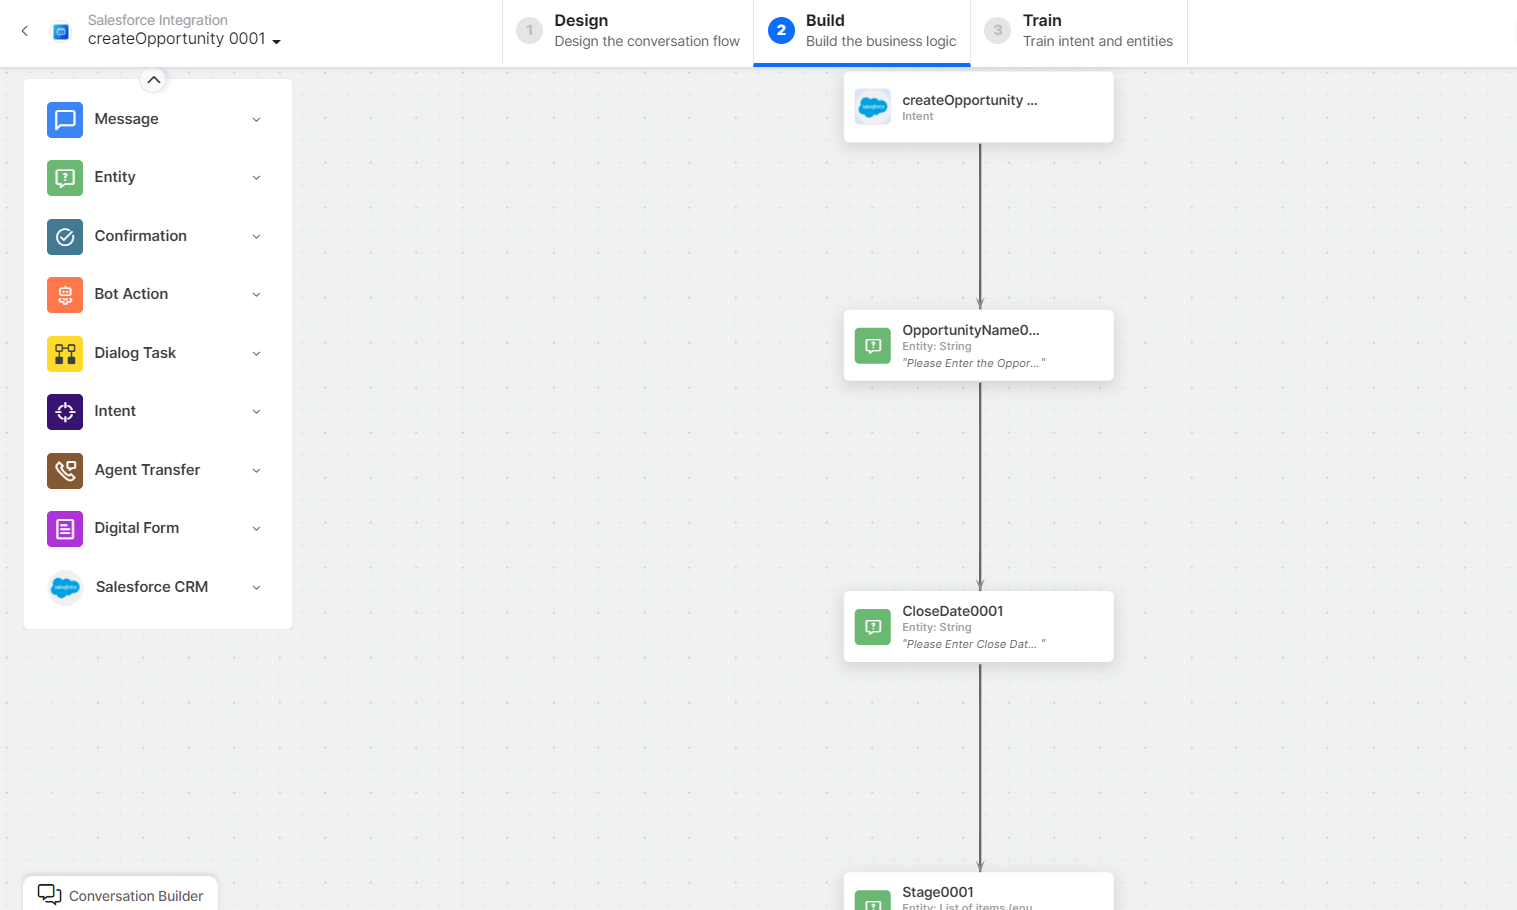 Salesforce Integration
createOpportunity 0001
1
Design
Design the conversation flow
2
Build
Build the business logic
3
Train
Train intent and entities
Message
Entity
Confirmation
Bot Action
Dialog Task
Intent
Agent Transfer
Digital Form
Salesforce CRM
createOpportunity ...
Intent
OpportunityName0...
Entity: String
"Please Enter the Oppor... "
CloseDate0001
Entity: String
"Please Enter Close Dat... "
Stage0001
Entity: List of items (enu
Conversation Builder